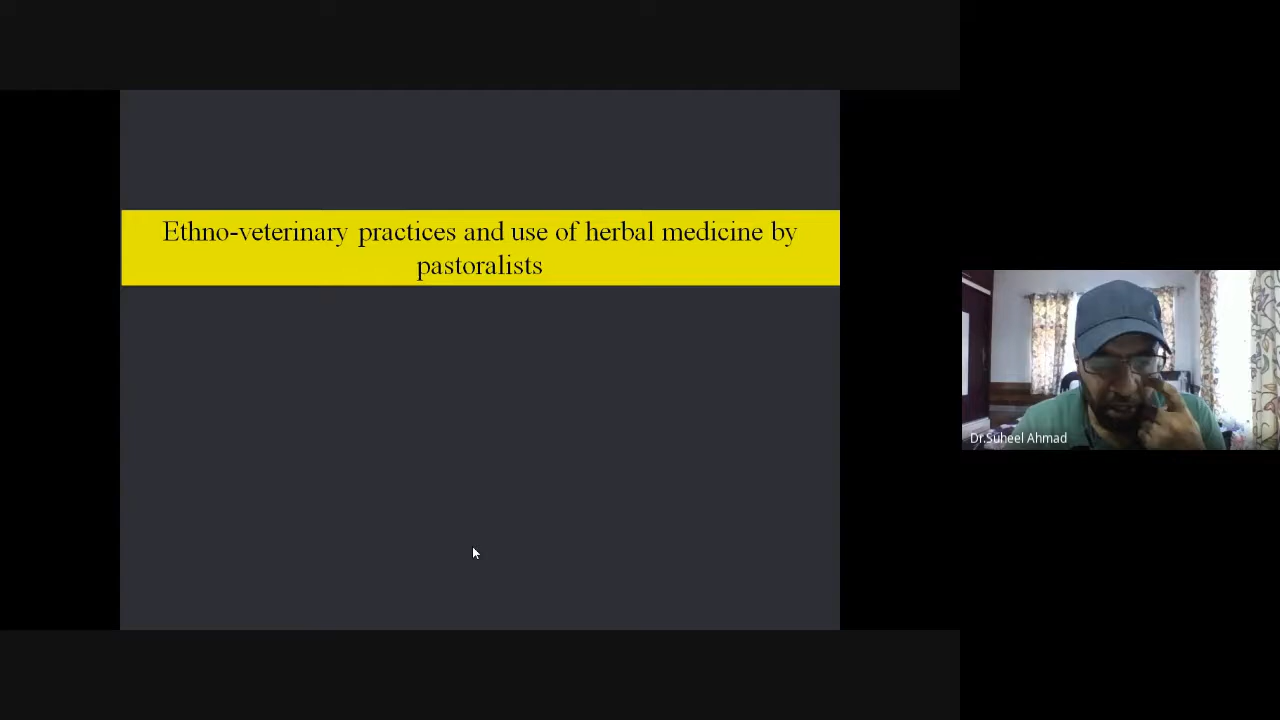 Ethno-veterinary practices and use of herbal medicine by
pastoralists
Dr.Suheel Ahmad